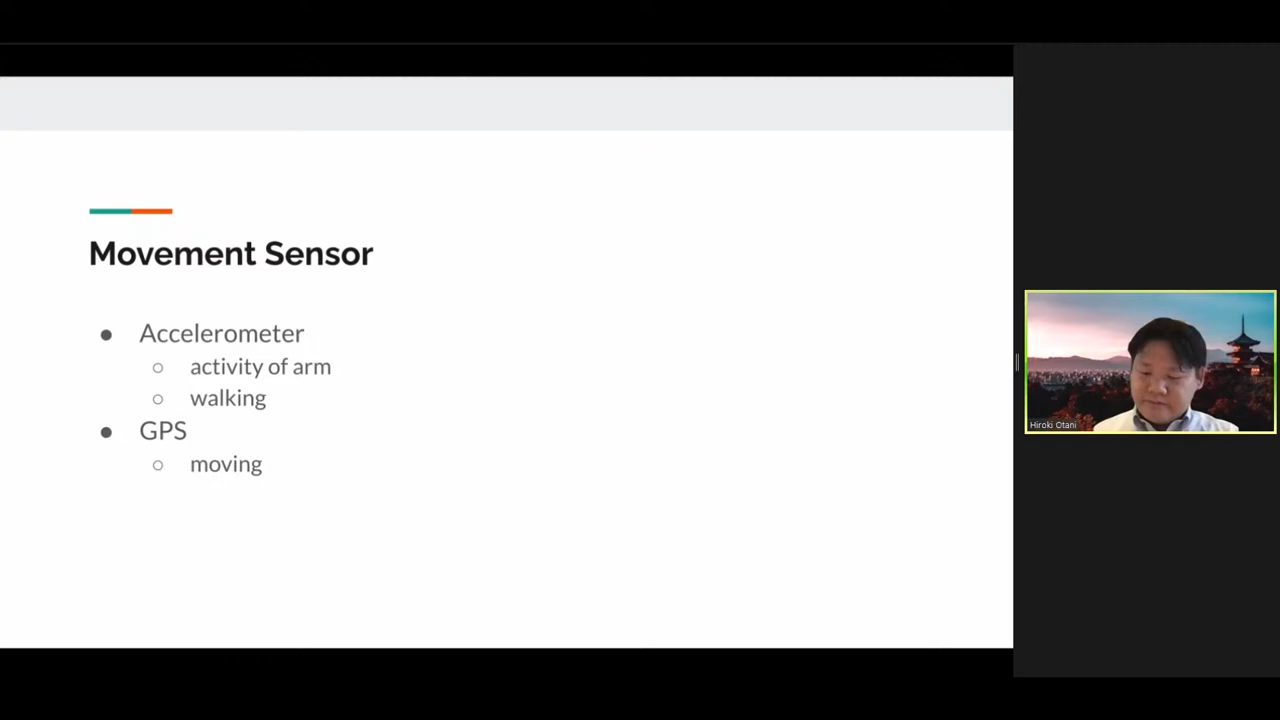 Movement Sensor
● Accelerometer
○ activity of arm
○ walking
● GPS
○ moving
Hiroki Otani